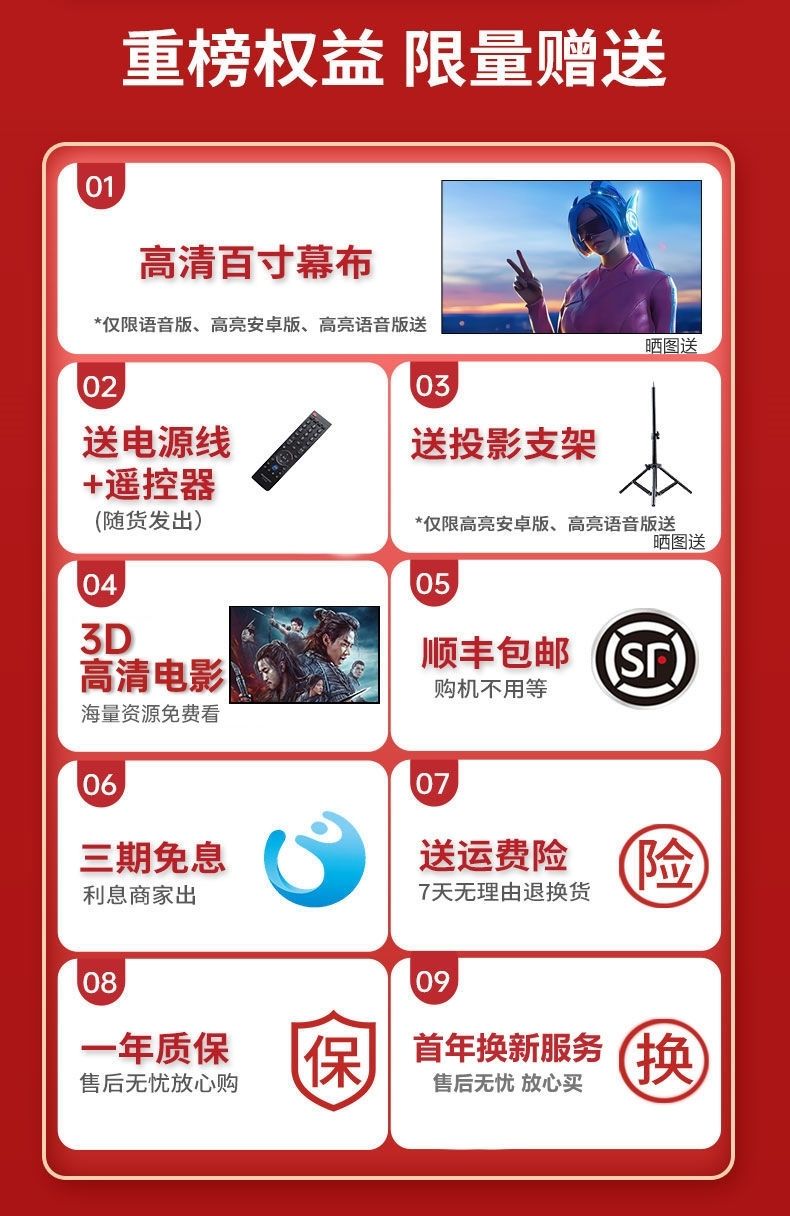 重榜权益 限量赠送
01
高清百寸幕布
*仅限语音版、高亮安卓版、高亮语音版送
晒图送
02
送电源线
+遥控器
(随货发出)
03
送投影支架
*仅限高亮安卓版、高亮语音版送
晒图送
04
3D
高清电影
海量资源免费看
05
顺丰包邮
购机不用等
SF
06
三期免息
利息商家出
07
送运费险
7天无理由退换货
险
08
一年质保
售后无忧放心购
保
09
首年换新服务
售后无忧 放心买
换